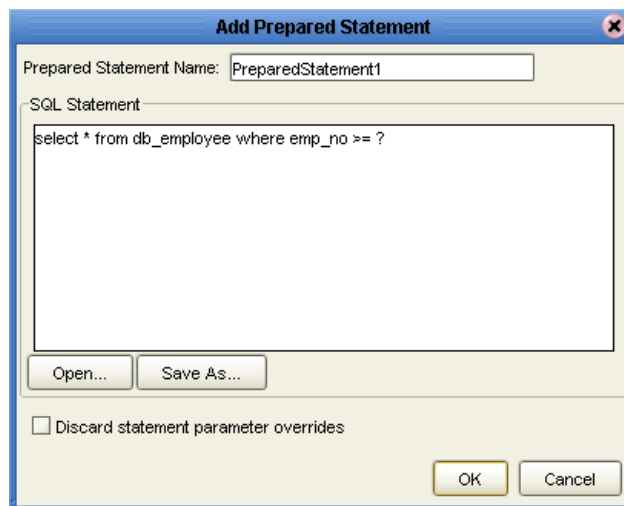 Add Prepared Statement
Prepared Statement Name: PreparedStatement1
SQL Statement
select * from db_employee where emp_no >= ?
Open... Save As...
Discard statement parameter overrides
OK Cancel